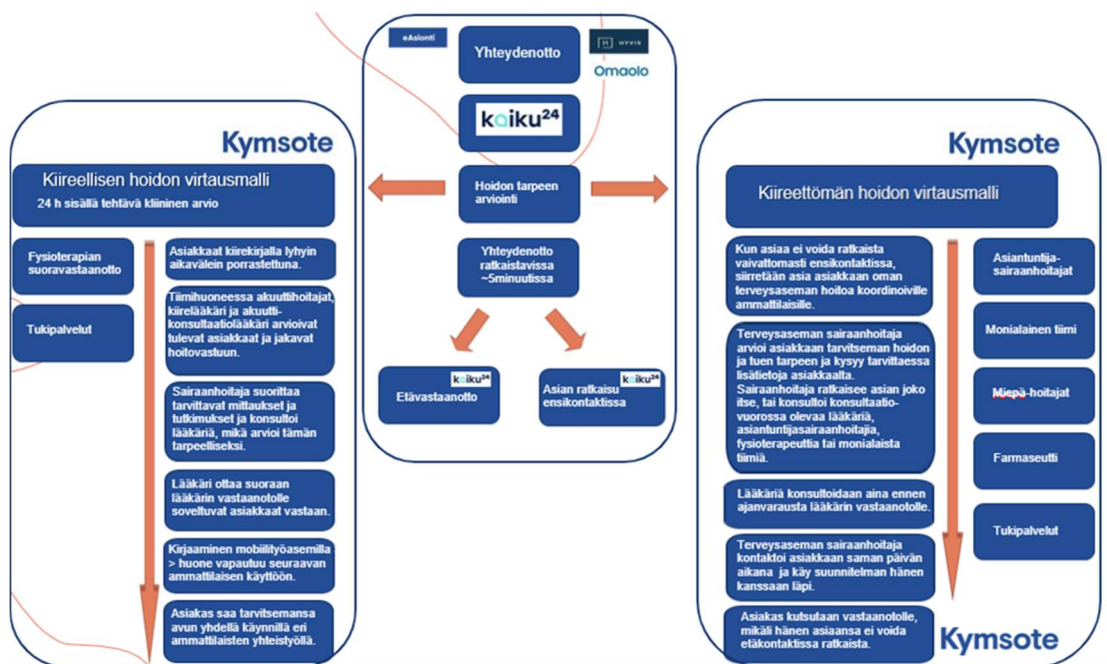 eAsionti
Yhteydenotto
H HYVIS
Omaolo
kaiku24
Hoidon tarpeen
arviointi
Yhteydenotto
ratkaistavissa
~5minuutissa
kaiku24
Etävastaanotto
kaiku24
Asian ratkaisu
ensikontaktissa
Kymsote
Kiireellisen hoidon virtausmalli
24 h sisällä tehtävä kliininen arvio
Fysioterapian
suoravastaanotto
Tukipalvelut
Asiakkaat kiirekirjalla lyhyin
aikavälein porrastettuna.
Tiimihuoneessa akuuttihoitajat,
kiirelääkäri ja akuutti-
konsultaatiolääkäri arvioivat
tulevat asiakkaat ja jakavat
hoitovastuun.
Sairaanhoitaja suorittaa
tarvittavat mittaukset ja
tutkimukset ja konsultoi
lääkäriä, mikä arvioi tämän
tarpeelliseksi.
Lääkäri ottaa suoraan
lääkärin vastaanotolle
soveltuvat asiakkaat vastaan.
Kirjaaminen mobiilityöasemilla
> huone vapautuu seuraavan
ammattilaisen käyttöön.
Asiakas saa tarvitsemansa
avun yhdellä käynnillä eri
ammattilaisten yhteistyöllä.
Kymsote
Kiireettömän hoidon virtausmalli
Kun asiaa ei voida ratkaista
vaivattomasti ensikontaktissa,
siirretään asia asiakkaan oman
terveysaseman hoitoa koordinoiville
ammattilaisille.
Terveysaseman sairaanhoitaja
arvioi asiakkaan tarvitseman hoidon
ja tuen tarpeen ja kysyy tarvittaessa
lisätietoja asiakkaalta.
Sairaanhoitaja ratkaisee asian joko
itse, tai konsultoi konsultaatio-
vuorossa olevaa lääkäriä,
asiantuntijasairaanhoitajia,
fysioterapeuttia tai monialaista
tiimiä.
Lääkäriä konsultoidaan aina ennen
ajanvarausta lääkärin vastaanotolle.
Terveysaseman sairaanhoitaja
kontaktoi asiakkaan saman päivän
aikana ja käy suunnitelman hänen
kanssaan läpi.
Asiakas kutsutaan vastaanotolle,
mikäli hänen asiaansa ei voida
etäkontaktissa ratkaista.
Asiantuntija-
sairaanhoitajat
Monialainen tiimi
Miepä-hoitajat
Farmaseutti
Tukipalvelut
Kymsote